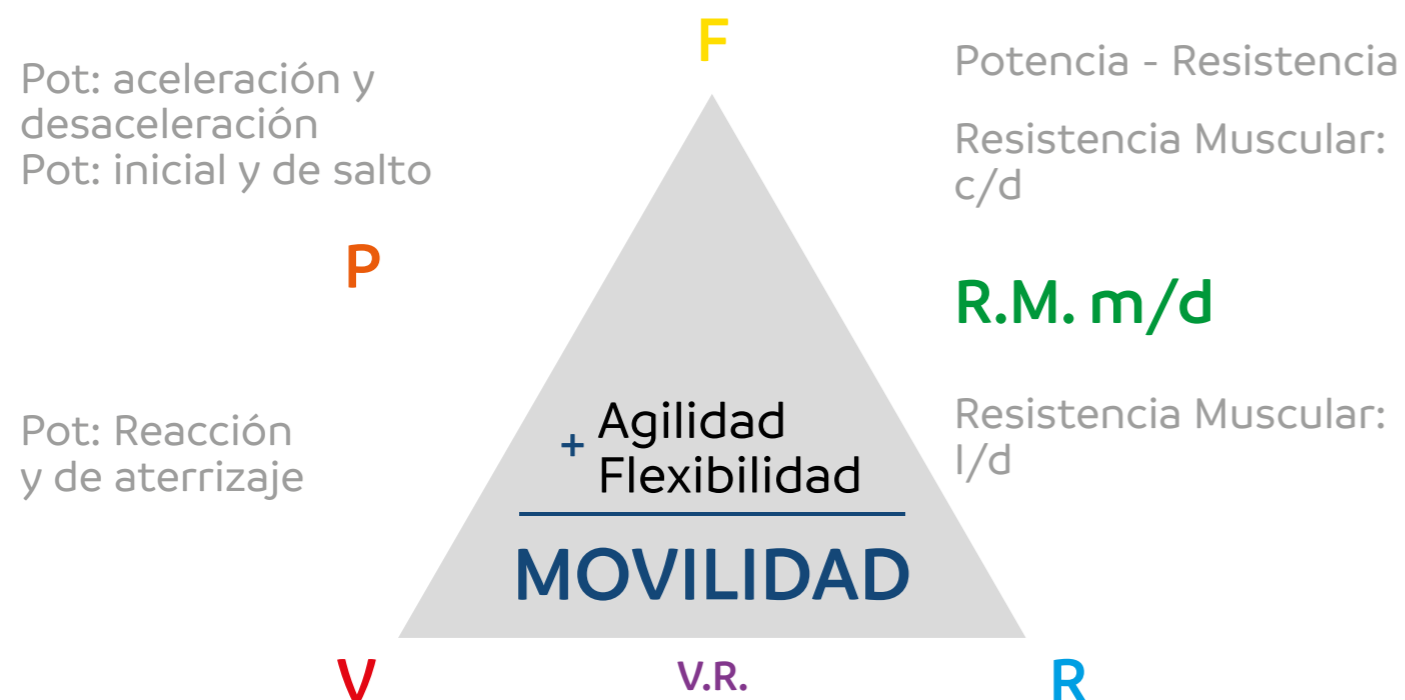 F
Pot: aceleración y
desaceleración
Pot: inicial y de salto
Potencia - Resistencia
Resistencia Muscular:
c/d
P
R.M. m/d
Pot: Reacción
y de aterrizaje
Resistencia Muscular:
l/d
+ Agilidad
Flexibilidad
MOVILIDAD
V
V.R.
R